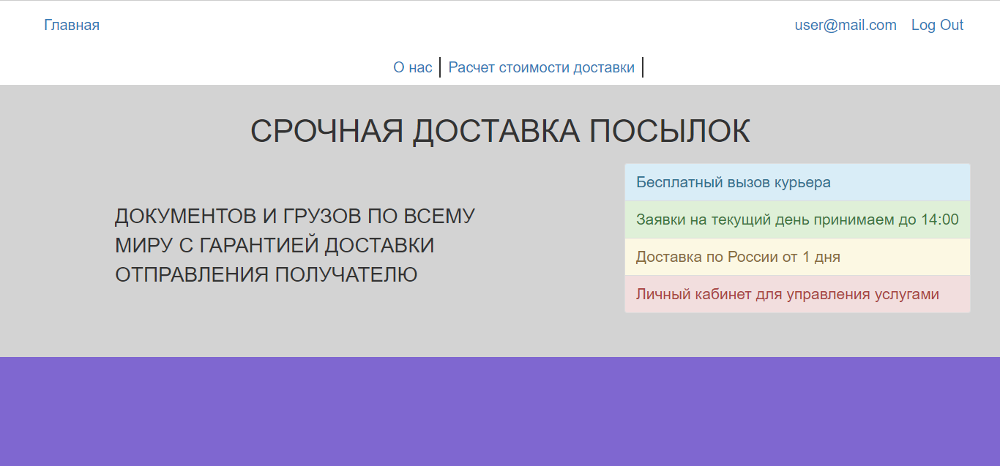 Главная
user@mail.com Log Out
О нас Расчет стоимости доставки
СРОЧНАЯ ДОСТАВКА ПОСЫЛОК
ДОКУМЕНТОВ И ГРУЗОВ ПО ВСЕМУ
МИРУ С ГАРАНТИЕЙ ДОСТАВКИ
ОТПРАВЛЕНИЯ ПОЛУЧАТЕЛЮ
Бесплатный вызов курьера
Заявки на текущий день принимаем до 14:00
Доставка по России от 1 дня
Личный кабинет для управления услугами